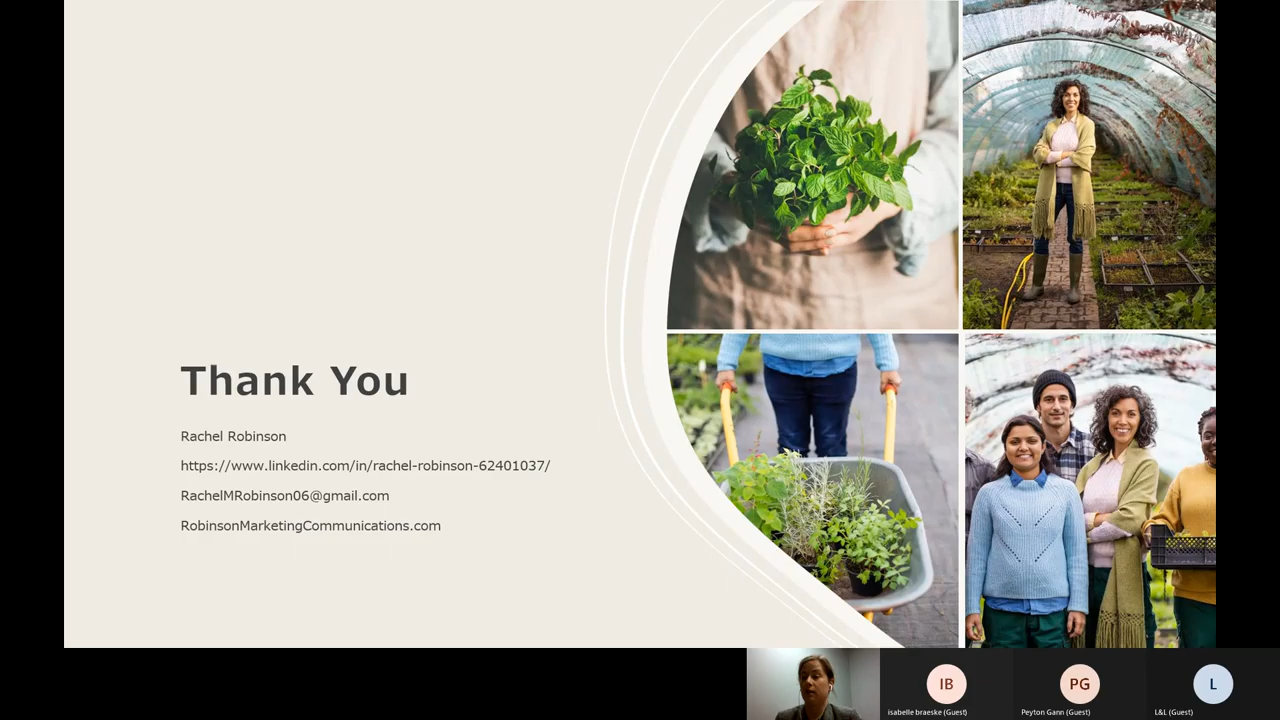 Thank You
Rachel Robinson
https://www.linkedin.com/in/rachel-robinson-62401037/
RachelMRobinson06@gmail.com
RobinsonMarketingCommunications.com
IB
PG
L
isabelle braeske (Guest)
Peyton Gann (Guest)
L&L (Guest)